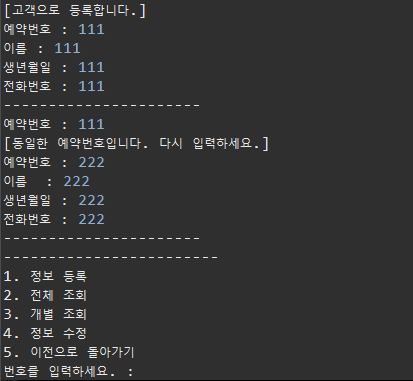 [고객으로 등록합니다.]
예약번호 : 111
이름 : 111
생년월일 : 111
전화번호 : 111
----------------------
예약번호 : 111
[동일한 예약번호입니다. 다시 입력하세요.]
예약번호 : 222
이름  : 222
생년월일 : 222
전화번호 : 222
----------------------
------------------------
1. 정보 등록
2. 전체 조회
3. 개별 조회
4. 정보 수정
5. 이전으로 돌아가기
번호를 입력하세요. :